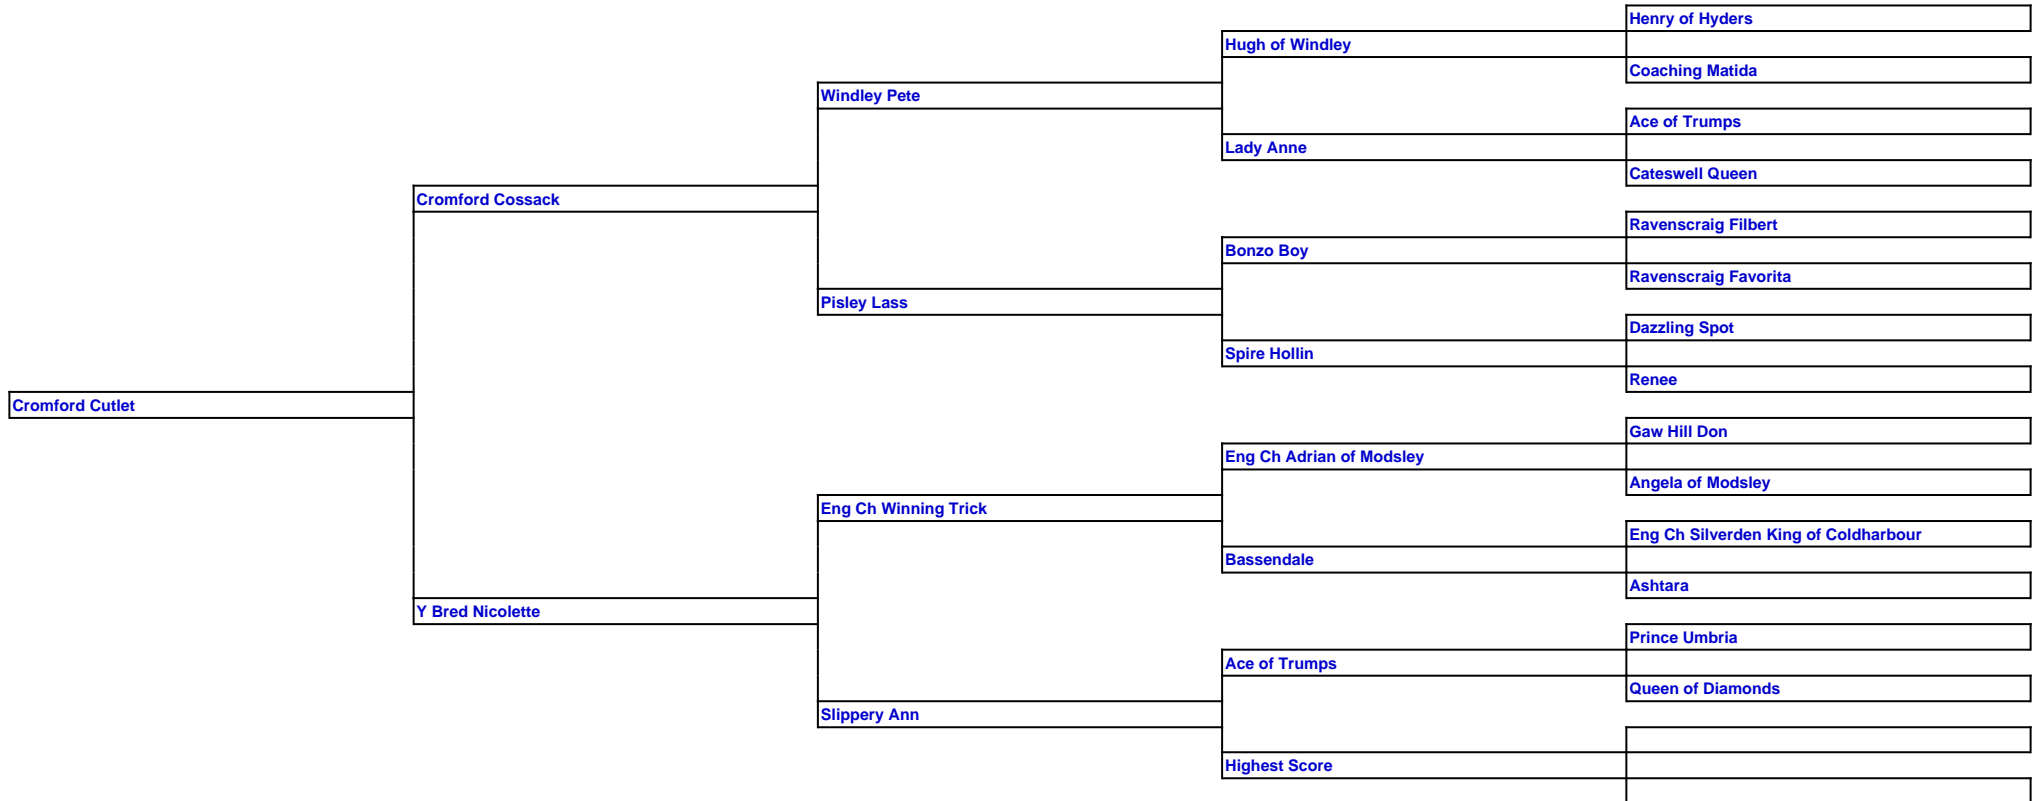 Henry of Hyders
Hugh of Windley
Coaching Matida
Windley Pete
Ace of Trumps
Lady Anne
Cateswell Queen
Cromford Cossack
Ravenscraig Filbert
Bonzo Boy
Ravenscraig Favorita
Pisley Lass
Dazzling Spot
Spire Hollin
Renee
Cromford Cutlet
Gaw Hill Don
Eng Ch Adrian of Modsley
Angela of Modsley
Eng Ch Winning Trick
Eng Ch Silverden King of Coldharbour
Bassendale
Ashtara
Y Bred Nicolette
Prince Umbria
Ace of Trumps
Queen of Diamonds
Slippery Ann
Highest Score